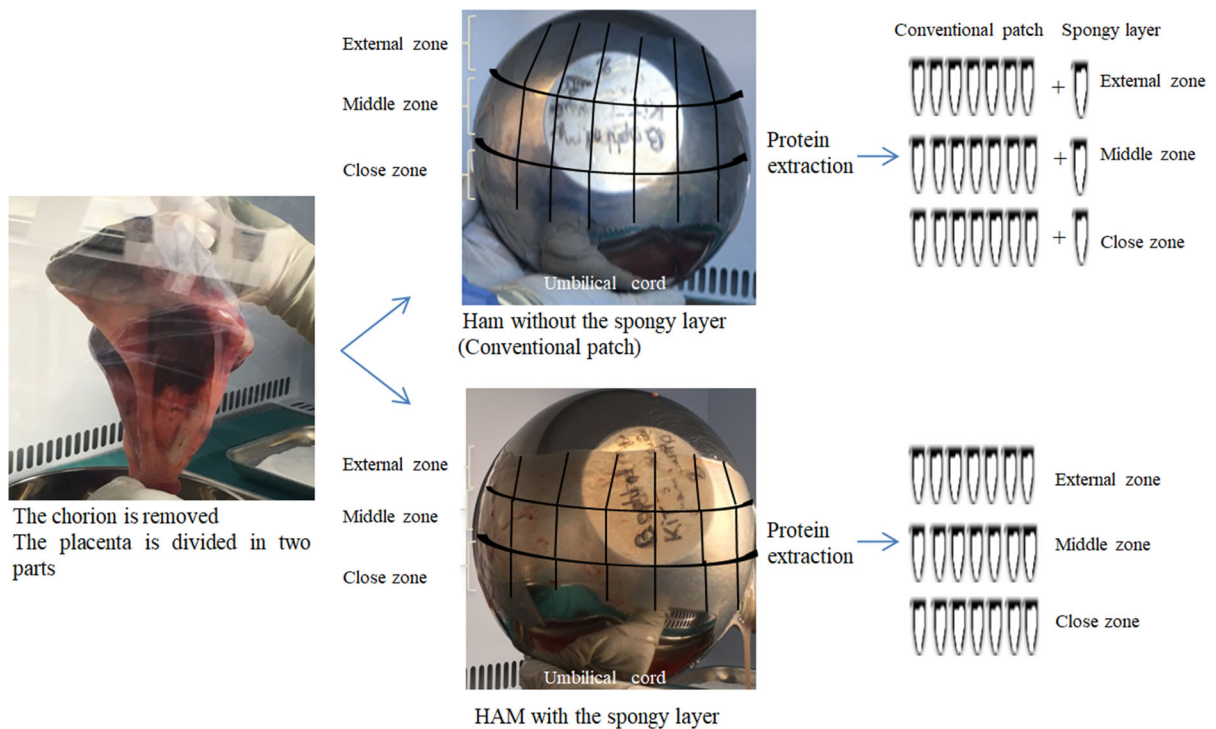 External zone
Middle zone
Close zone
Umbilical cord
Ham without the spongy layer
(Conventional patch)
Protein
extraction
Conventional patch
Spongy layer
+
External zone
+
Middle zone
+
Close zone
The chorion is removed
The placenta is divided in two
parts
External zone
Middle zone
Close zone
Umbilical cord
HAM with the spongy layer
Protein
extraction
External zone
Middle zone
Close zone